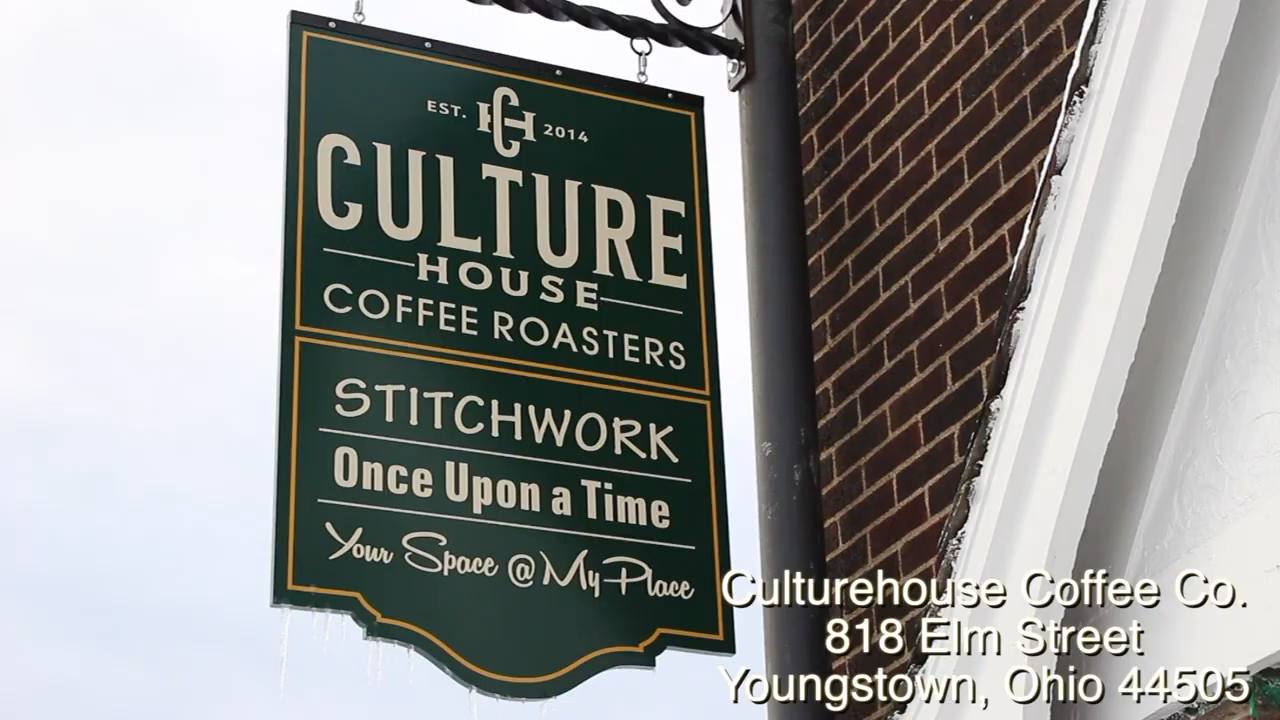 EST. CH 2014
CULTURE
HOUSE
COFFEE ROASTERS
STITCHWORK
Once Upon a Time
Your Space @ My Place
Culturehouse Coffee Co.
818 Elm Street
Youngstown, Ohio 44505